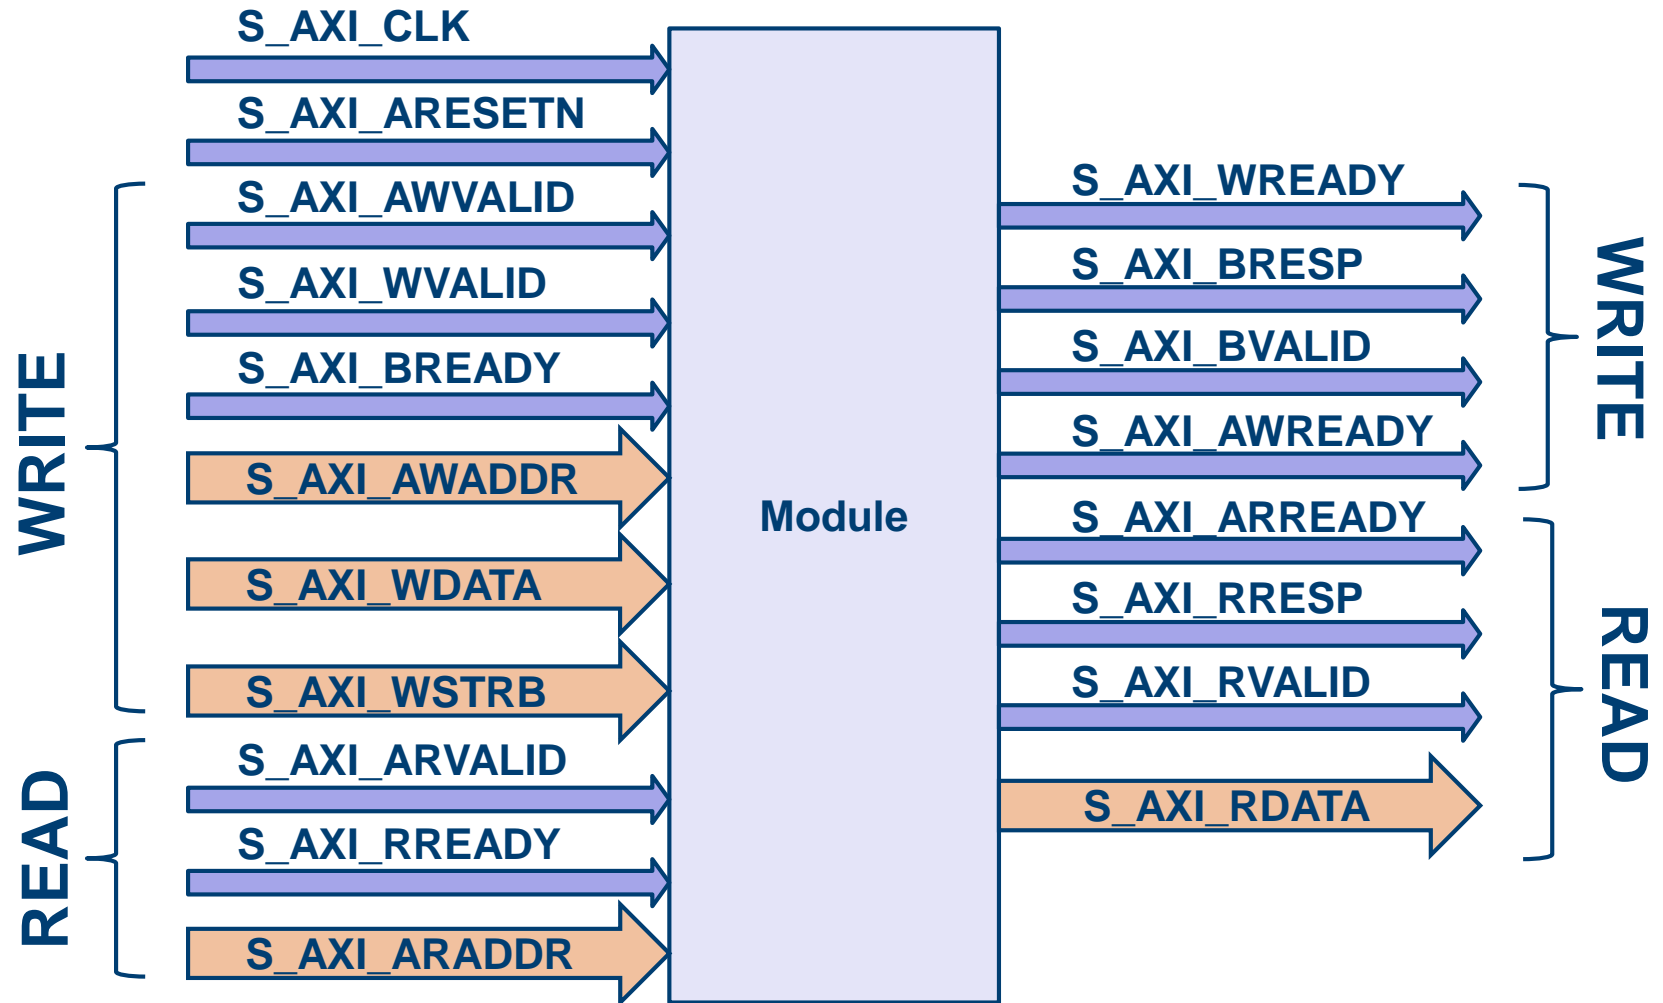 S_AXI_CLK
S_AXI_ARESETN
WRITE
S_AXI_AWVALID
S_AXI_WVALID
S_AXI_BREADY
S_AXI_AWADDR
S_AXI_WDATA
S_AXI_WSTRB
READ
S_AXI_ARVALID
S_AXI_RREADY
S_AXI_ARADDR
Module
S_AXI_WREADY
S_AXI_BRESP
S_AXI_BVALID
S_AXI_AWREADY
WRITE
S_AXI_ARREADY
S_AXI_RRESP
S_AXI_RVALID
S_AXI_RDATA
READ